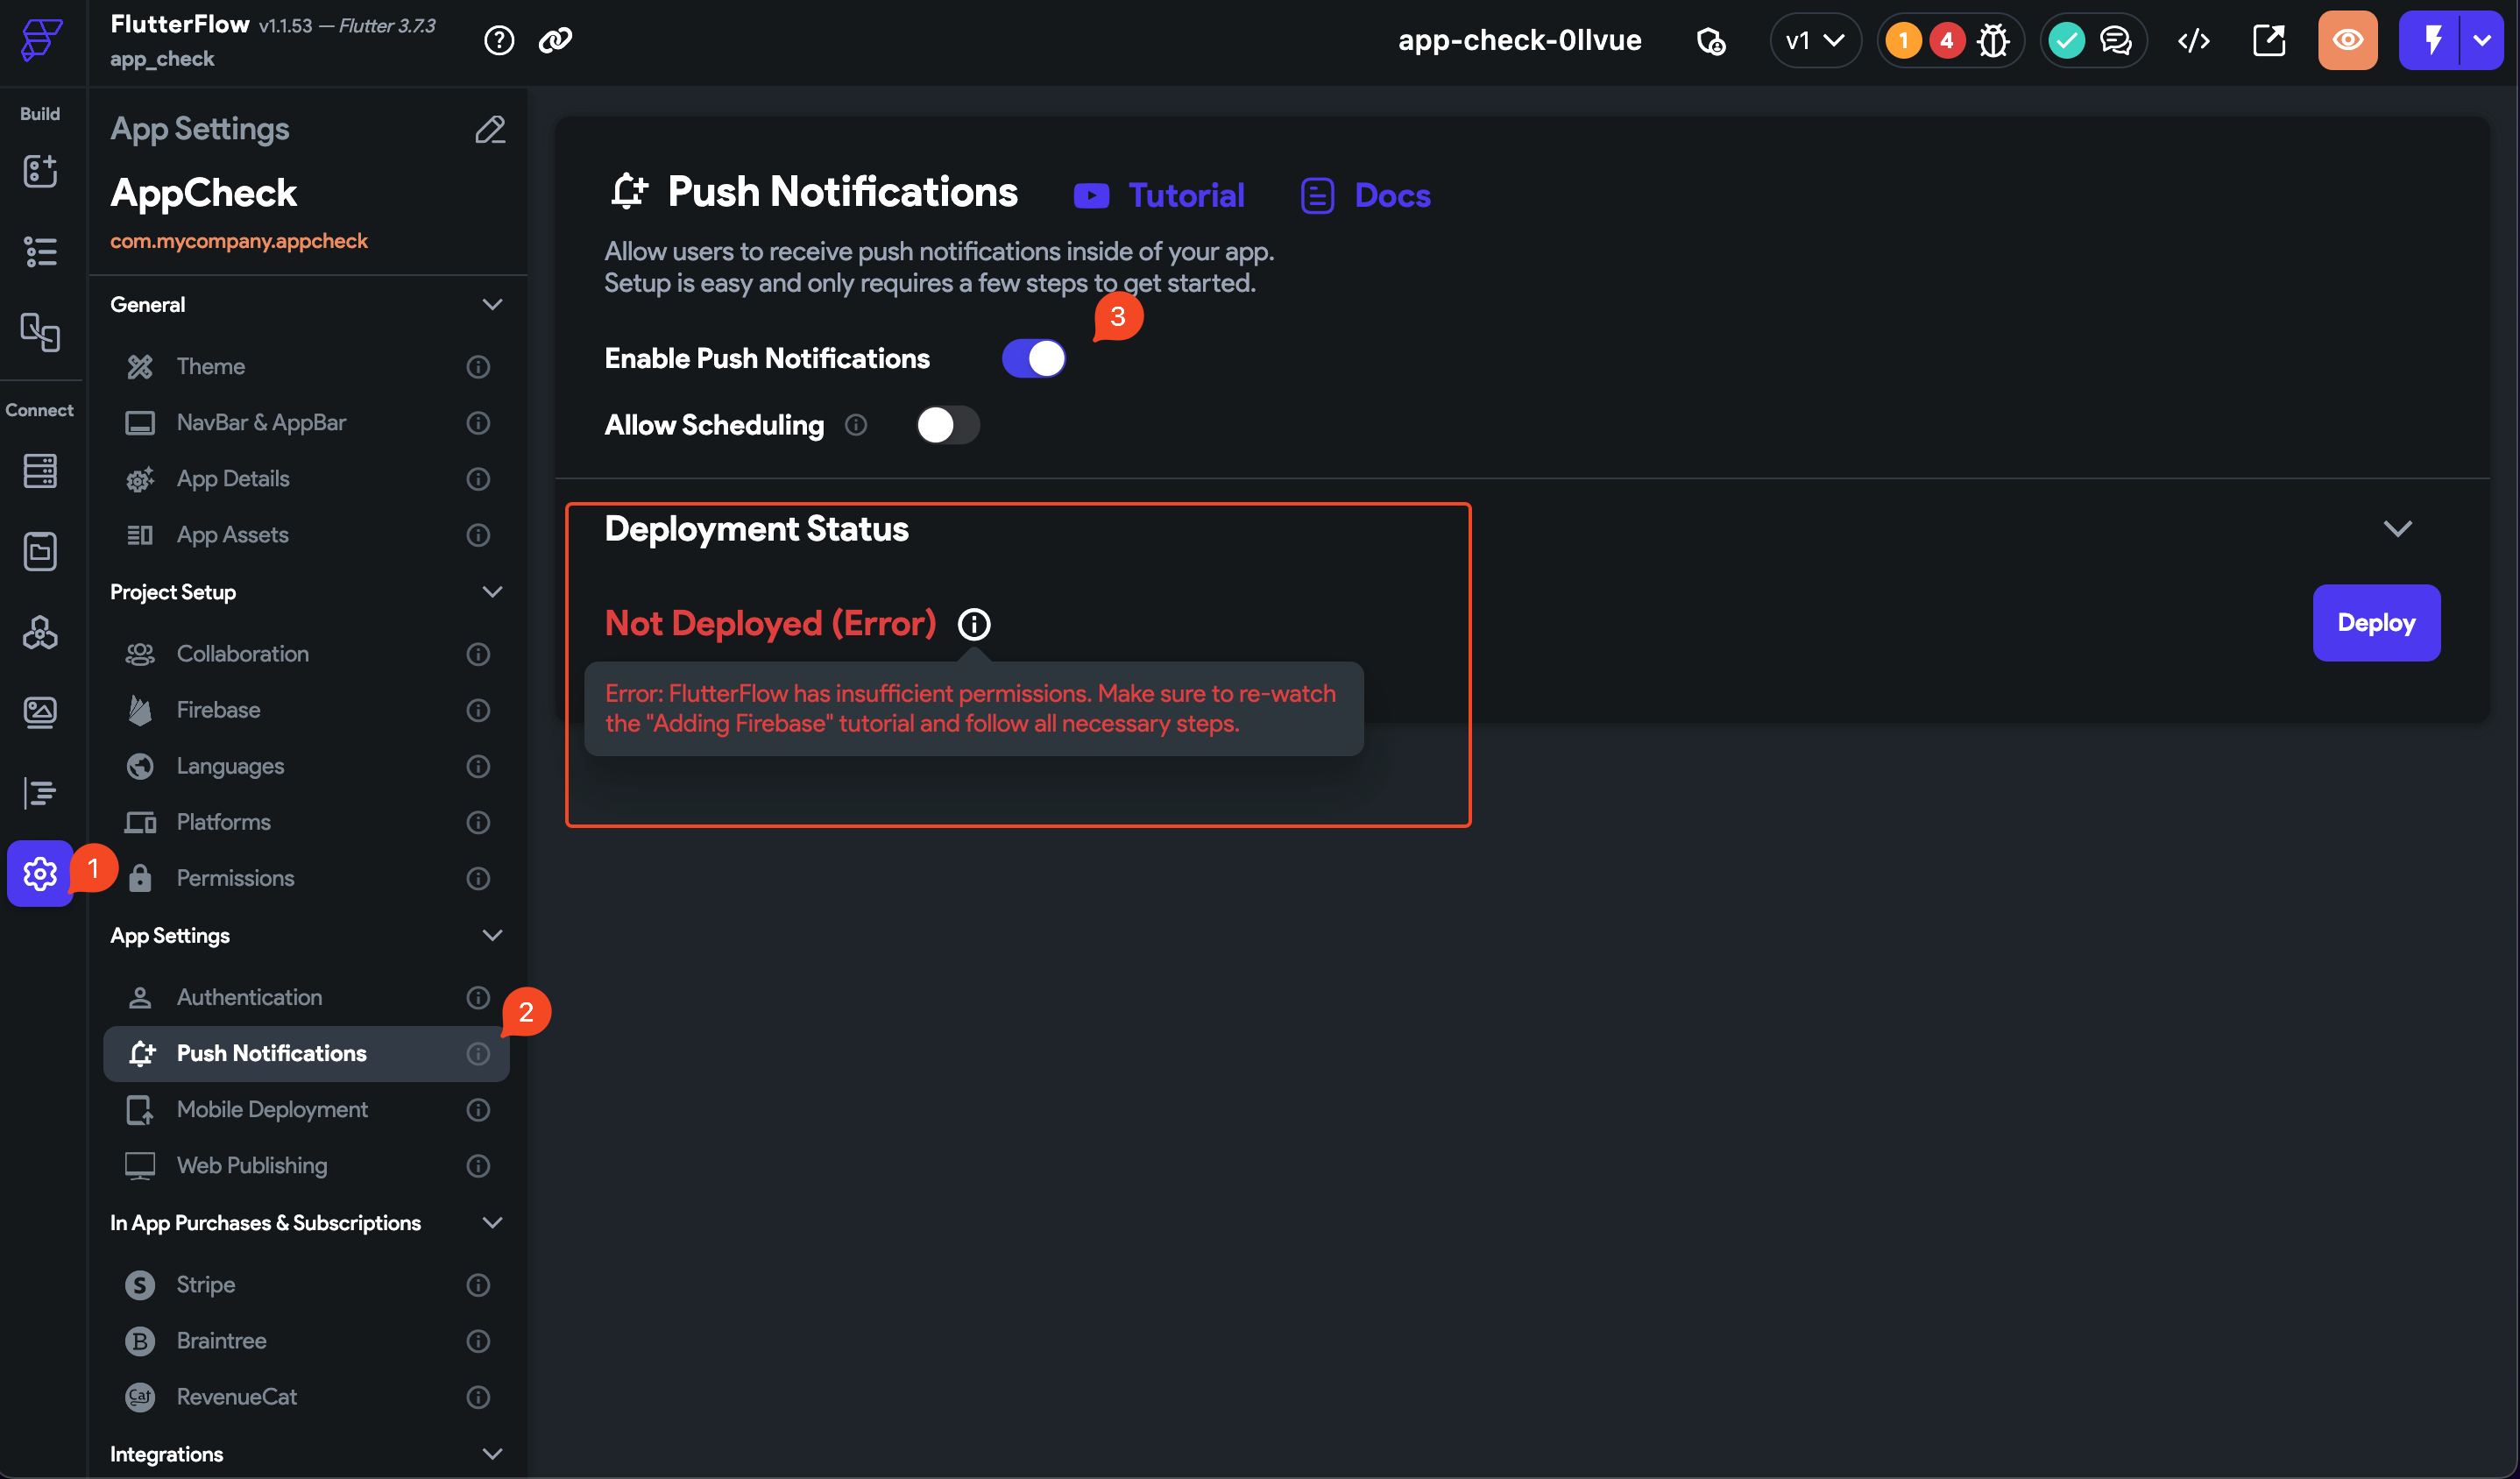 FlutterFlow v1.1.53 — Flutter 3.7.3
app_check
app-check-0llvue
v1
1
4
Build
Connect
App Settings
AppCheck
com.mycompany.appcheck
General
Theme
NavBar & AppBar
App Details
App Assets
Project Setup
Collaboration
Firebase
Languages
Platforms
1
Permissions
App Settings
Authentication
2
Push Notifications
Mobile Deployment
Web Publishing
In App Purchases & Subscriptions
S
Stripe
B
Braintree
Cat
RevenueCat
Integrations
Push Notifications
Tutorial
Docs
Allow users to receive push notifications inside of your app.
Setup is easy and only requires a few steps to get started.
3
Enable Push Notifications
Allow Scheduling
Deployment Status
Not Deployed (Error)
Deploy
Error: FlutterFlow has insufficient permissions. Make sure to re-watch
the "Adding Firebase" tutorial and follow all necessary steps.